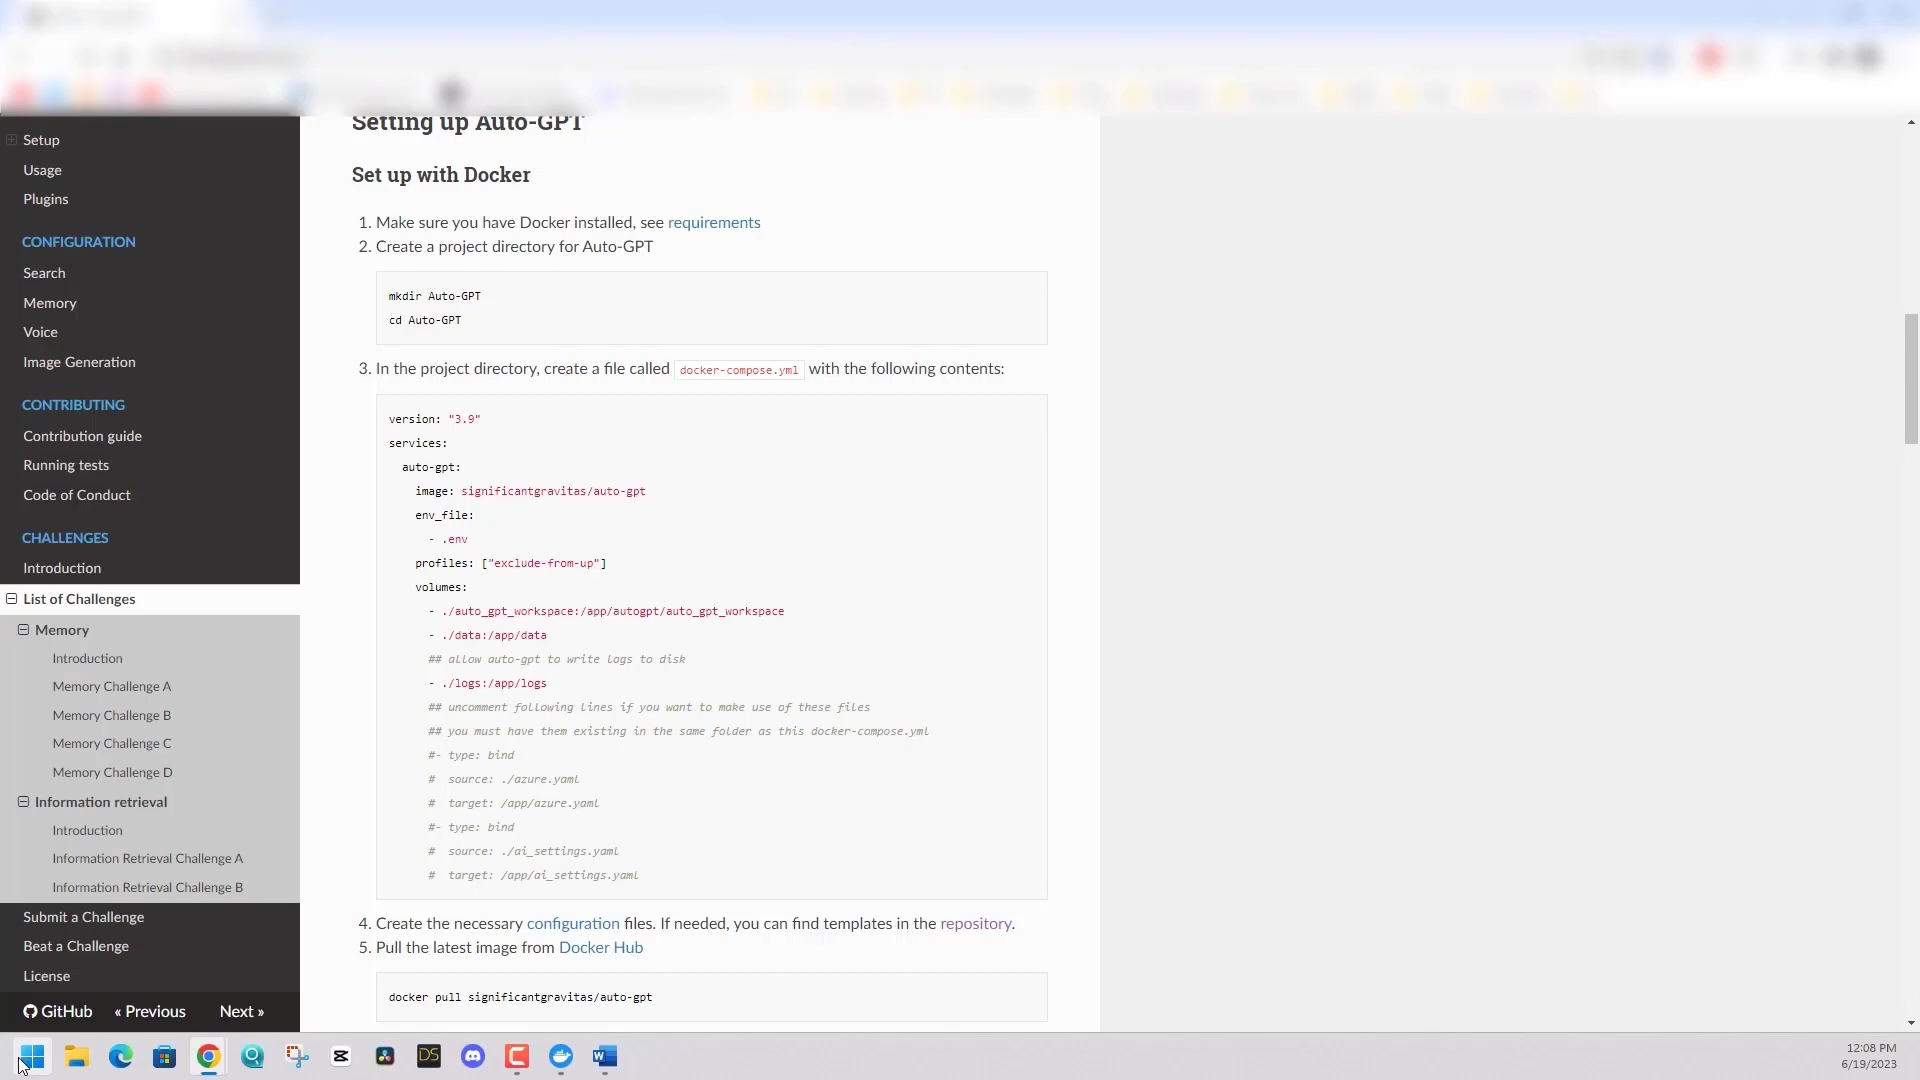 Setup
Usage
Plugins
CONFIGURATION
Search
Memory
Voice
Image Generation
CONTRIBUTING
Contribution guide
Running tests
Code of Conduct
CHALLENGES
Introduction
List of Challenges
Memory
Introduction
Memory Challenge A
Memory Challenge B
Memory Challenge C
Memory Challenge D
Information retrieval
Introduction
Information Retrieval Challenge A
Information Retrieval Challenge B
Submit a Challenge
Beat a Challenge
License
GitHub « Previous Next »
Setting up Auto-GPT
Set up with Docker
1. Make sure you have Docker installed, see requirements
2. Create a project directory for Auto-GPT
mkdir Auto-GPT
cd Auto-GPT
3. In the project directory, create a file called docker-compose.yml with the following contents:
version: "3.9"
services:
  auto-gpt:
    image: significantgravitas/auto-gpt
    env_file:
      - .env
    profiles: ["exclude-from-up"]
    volumes:
      - ./auto_gpt_workspace:/app/autogpt/auto_gpt_workspace
      - ./data:/app/data
      ## allow auto-gpt to write logs to disk
      - ./logs:/app/logs
      ## uncomment following lines if you want to make use of these files
      ## you must have them existing in the same folder as this docker-compose.yml
      #- type: bind
      #  source: ./azure.yaml
      #  target: /app/azure.yaml
      #- type: bind
      #  source: ./ai_settings.yaml
      #  target: /app/ai_settings.yaml
4. Create the necessary configuration files. If needed, you can find templates in the repository.
5. Pull the latest image from Docker Hub
docker pull significantgravitas/auto-gpt
DS
W
12:08 PM
6/19/2023